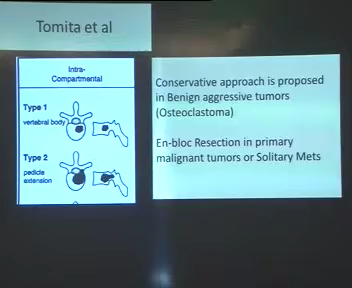 Tomita et al
Intra-
Compartmental
Type 1
vertebral body
Type 2
pedicle
extension
Conservative approach is proposed
in Benign aggressive tumors
(Osteoclastoma)
En-bloc Resection in primary
malignant tumors or Solitary Mets